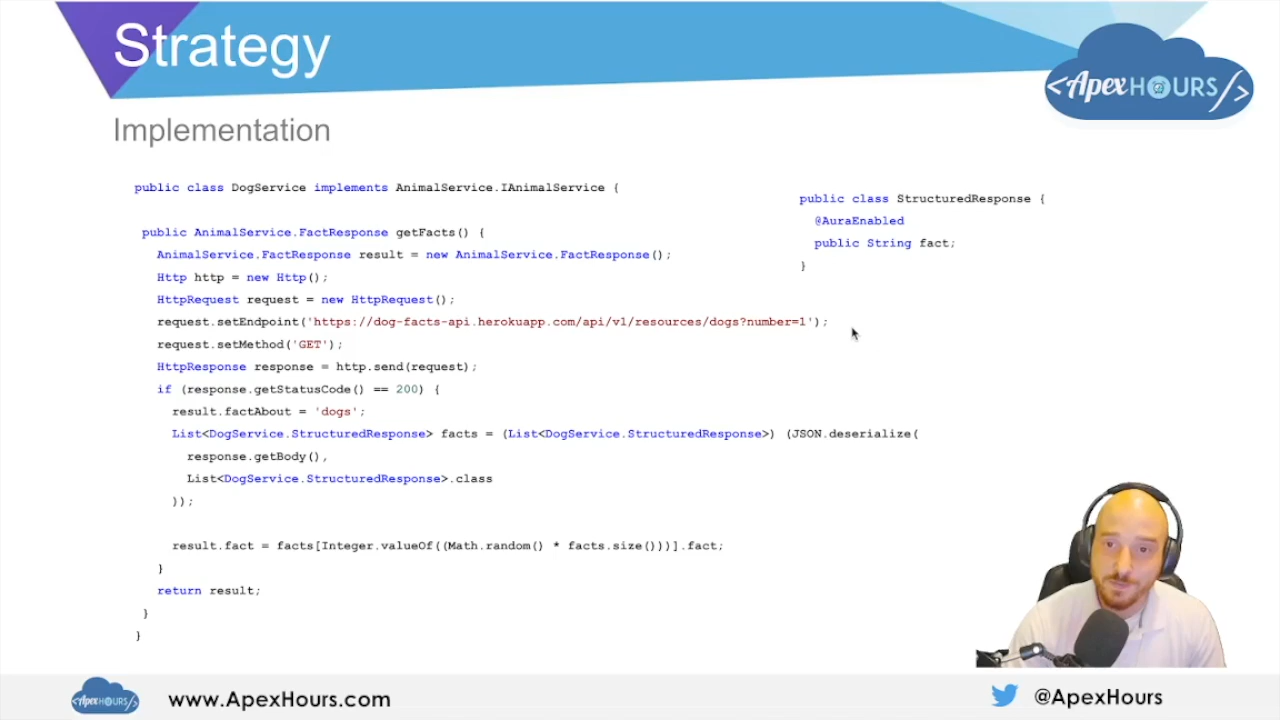 Strategy
<ApexHOURS/>
Implementation
public class DogService implements AnimalService.IAnimalService {
public AnimalService.FactResponse getFacts() {
AnimalService.FactResponse result = new AnimalService.FactResponse();
Http http = new Http();
HttpRequest request = new HttpRequest();
request.setEndpoint('https://dog-facts-api.herokuapp.com/api/v1/resources/dogs?number=1');
request.setMethod('GET');
HttpResponse response = http.send(request);
if (response.getStatusCode() == 200) {
result.factAbout = 'dogs';
List<DogService.StructuredResponse> facts = (List<DogService.StructuredResponse>) (JSON.deserialize(
response.getBody(),
List<DogService.StructuredResponse>.class
));
result.fact = facts[Integer.valueOf((Math.random() * facts.size()))].fact;
}
return result;
}
}
public class StructuredResponse {
@AuraEnabled
public String fact;
}
<ApexHOURS/>
www.ApexHours.com
@ApexHours